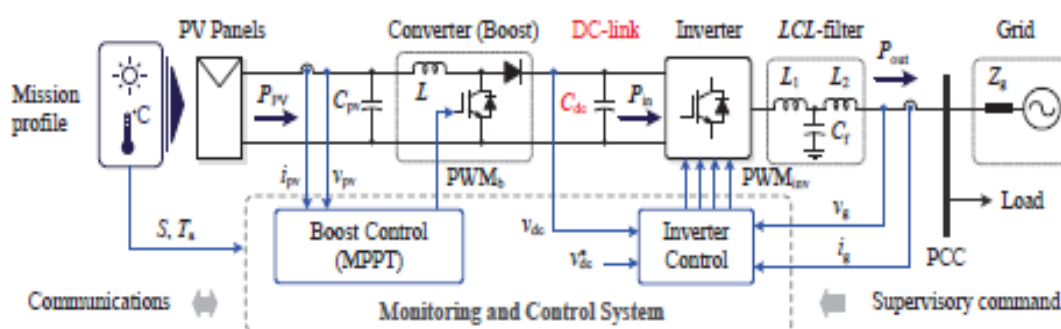 PV Panels
Converter (Boost)
DC-link
Inverter
LCL-filter
Grid
Mission
profile
°C
P_PV
C_pv
L
C_dc
P_in
L_1
L_2
P_out
C_f
Z_g
i_pv
v_pv
PWM_b
PWM_inv
S, T_a
Boost Control
(MPPT)
v_dc
v*_dc
Inverter
Control
v_g
i_g
PCC
Load
Communications
Monitoring and Control System
Supervisory command